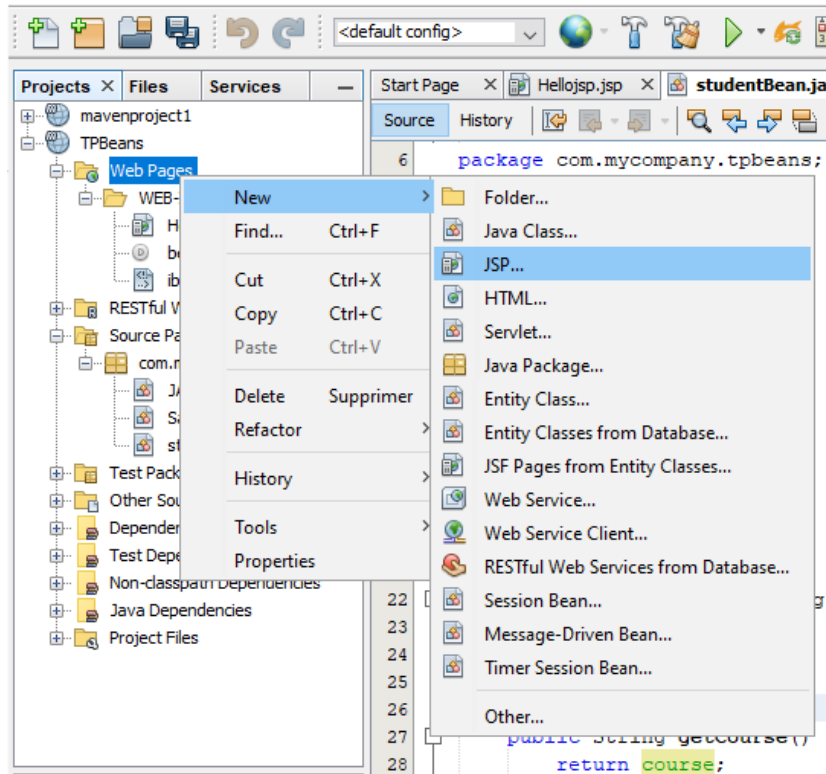 <default config>
Projects × Files Services
Start Page × Hellojsp.jsp × studentBean.ja
Source History
mavenproject1
TPBeans
Web Pages
WEB-
H
be
ib
RESTful W
Source Pa
com.r
JA
Sa
st
Test Pack
Other Sou
Depender
Test Depe
Non-classpath Dependencies
Java Dependencies
Project Files
New
Find... Ctrl+F
Cut Ctrl+X
Copy Ctrl+C
Paste Ctrl+V
Delete Supprimer
Refactor
History
Tools
Properties
Folder...
Java Class...
JSP...
HTML...
Servlet...
Java Package...
Entity Class...
Entity Classes from Database...
JSF Pages from Entity Classes...
Web Service...
Web Service Client...
RESTful Web Services from Database...
Session Bean...
Message-Driven Bean...
Timer Session Bean...
Other...
6 package com.mycompany.tpbeans;
22 g
23
24
25
26
27 public String getCourse()
28 return course;